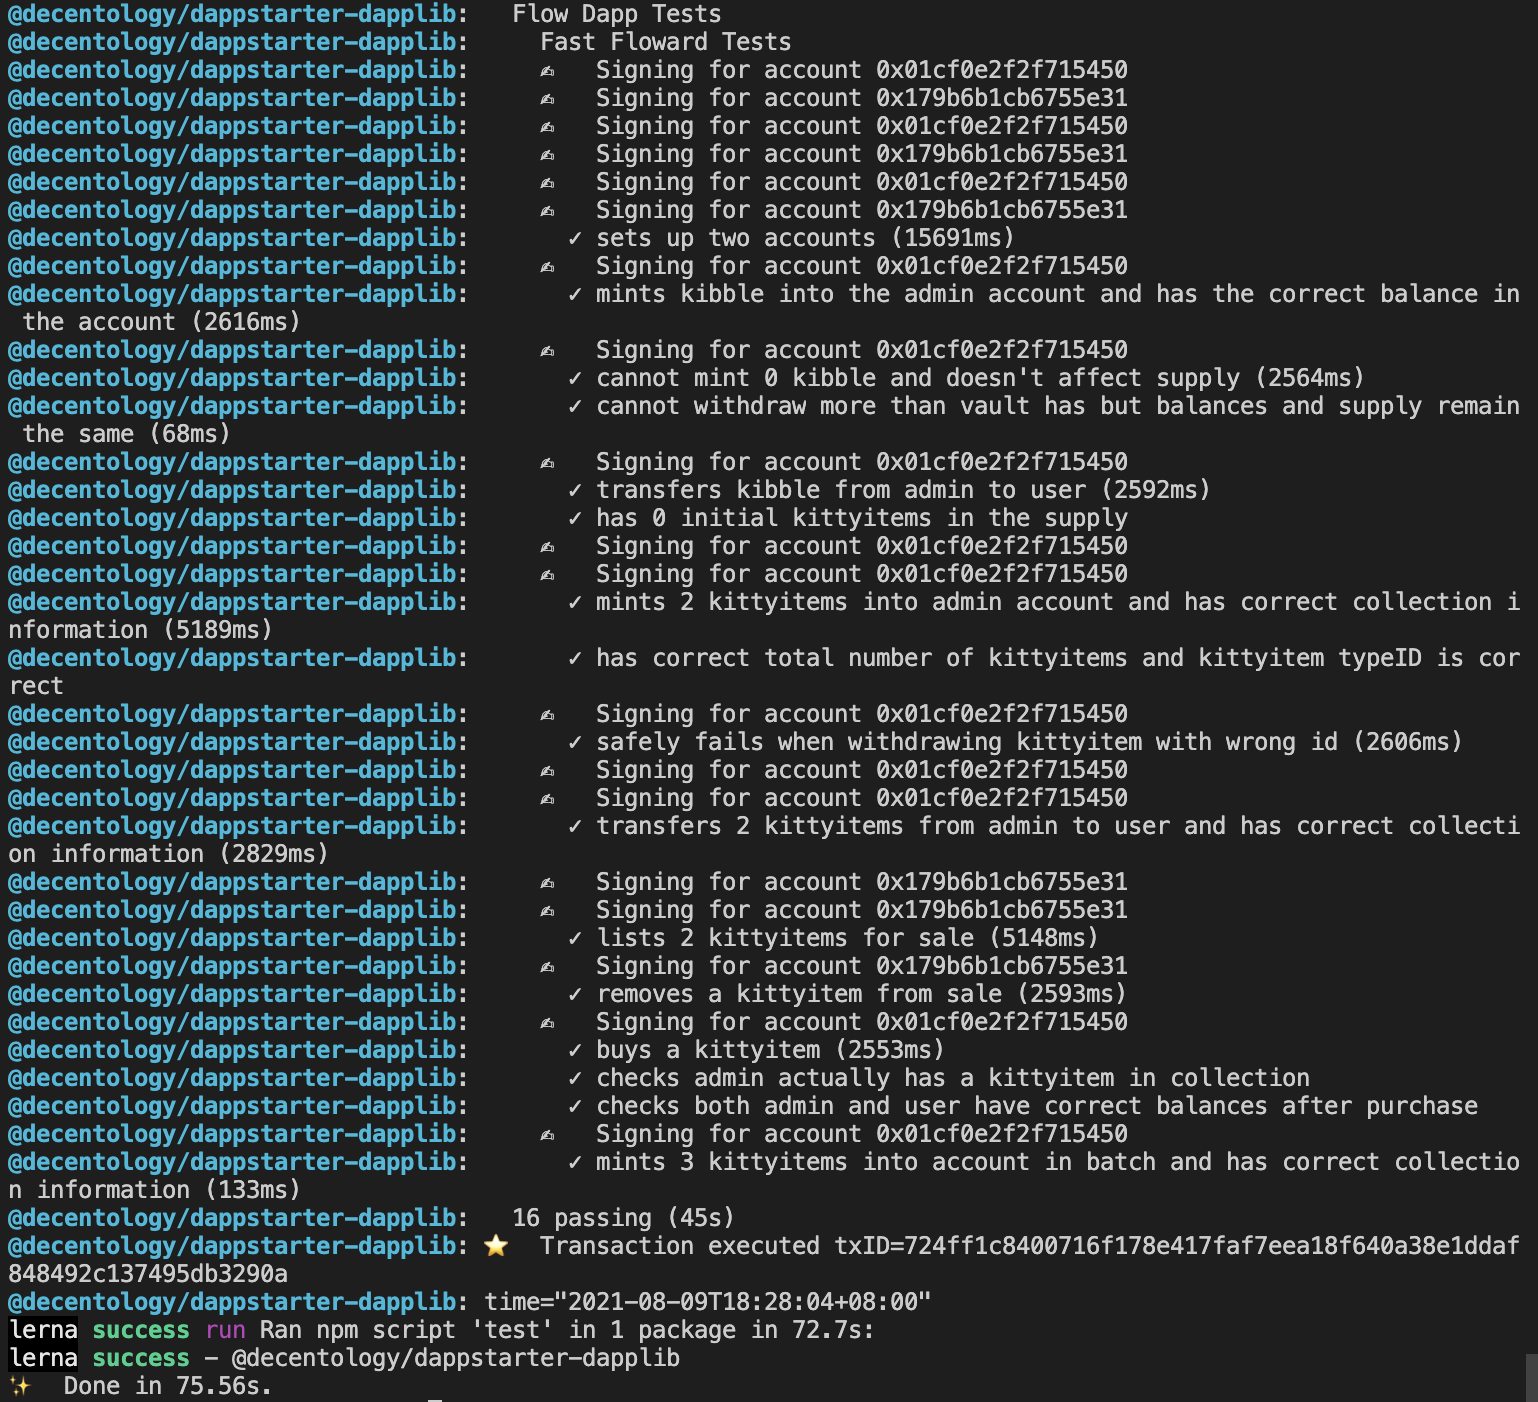 @decentology/dappstarter-dapplib:   Flow Dapp Tests
@decentology/dappstarter-dapplib:     Fast Floward Tests
@decentology/dappstarter-dapplib:     ✍   Signing for account 0x01cf0e2f2f715450
@decentology/dappstarter-dapplib:     ✍   Signing for account 0x179b6b1cb6755e31
@decentology/dappstarter-dapplib:     ✍   Signing for account 0x01cf0e2f2f715450
@decentology/dappstarter-dapplib:     ✍   Signing for account 0x179b6b1cb6755e31
@decentology/dappstarter-dapplib:     ✍   Signing for account 0x01cf0e2f2f715450
@decentology/dappstarter-dapplib:     ✍   Signing for account 0x179b6b1cb6755e31
@decentology/dappstarter-dapplib:       ✓ sets up two accounts (15691ms)
@decentology/dappstarter-dapplib:     ✍   Signing for account 0x01cf0e2f2f715450
@decentology/dappstarter-dapplib:       ✓ mints kibble into the admin account and has the correct balance in
 the account (2616ms)
@decentology/dappstarter-dapplib:     ✍   Signing for account 0x01cf0e2f2f715450
@decentology/dappstarter-dapplib:       ✓ cannot mint 0 kibble and doesn't affect supply (2564ms)
@decentology/dappstarter-dapplib:       ✓ cannot withdraw more than vault has but balances and supply remain
 the same (68ms)
@decentology/dappstarter-dapplib:     ✍   Signing for account 0x01cf0e2f2f715450
@decentology/dappstarter-dapplib:       ✓ transfers kibble from admin to user (2592ms)
@decentology/dappstarter-dapplib:       ✓ has 0 initial kittyitems in the supply
@decentology/dappstarter-dapplib:     ✍   Signing for account 0x01cf0e2f2f715450
@decentology/dappstarter-dapplib:     ✍   Signing for account 0x01cf0e2f2f715450
@decentology/dappstarter-dapplib:       ✓ mints 2 kittyitems into admin account and has correct collection i
nformation (5189ms)
@decentology/dappstarter-dapplib:       ✓ has correct total number of kittyitems and kittyitem typeID is cor
rect
@decentology/dappstarter-dapplib:     ✍   Signing for account 0x01cf0e2f2f715450
@decentology/dappstarter-dapplib:       ✓ safely fails when withdrawing kittyitem with wrong id (2606ms)
@decentology/dappstarter-dapplib:     ✍   Signing for account 0x01cf0e2f2f715450
@decentology/dappstarter-dapplib:     ✍   Signing for account 0x01cf0e2f2f715450
@decentology/dappstarter-dapplib:       ✓ transfers 2 kittyitems from admin to user and has correct collecti
on information (2829ms)
@decentology/dappstarter-dapplib:     ✍   Signing for account 0x179b6b1cb6755e31
@decentology/dappstarter-dapplib:     ✍   Signing for account 0x179b6b1cb6755e31
@decentology/dappstarter-dapplib:       ✓ lists 2 kittyitems for sale (5148ms)
@decentology/dappstarter-dapplib:     ✍   Signing for account 0x179b6b1cb6755e31
@decentology/dappstarter-dapplib:       ✓ removes a kittyitem from sale (2593ms)
@decentology/dappstarter-dapplib:     ✍   Signing for account 0x01cf0e2f2f715450
@decentology/dappstarter-dapplib:       ✓ buys a kittyitem (2553ms)
@decentology/dappstarter-dapplib:       ✓ checks admin actually has a kittyitem in collection
@decentology/dappstarter-dapplib:       ✓ checks both admin and user have correct balances after purchase
@decentology/dappstarter-dapplib:     ✍   Signing for account 0x01cf0e2f2f715450
@decentology/dappstarter-dapplib:       ✓ mints 3 kittyitems into account in batch and has correct collectio
n information (133ms)
@decentology/dappstarter-dapplib:   16 passing (45s)
@decentology/dappstarter-dapplib: ⭐  Transaction executed txID=724ff1c8400716f178e417faf7eea18f640a38e1ddaf
848492c137495db3290a
@decentology/dappstarter-dapplib: time="2021-08-09T18:28:04+08:00"
lerna success run Ran npm script 'test' in 1 package in 72.7s:
lerna success - @decentology/dappstarter-dapplib
✨  Done in 75.56s.